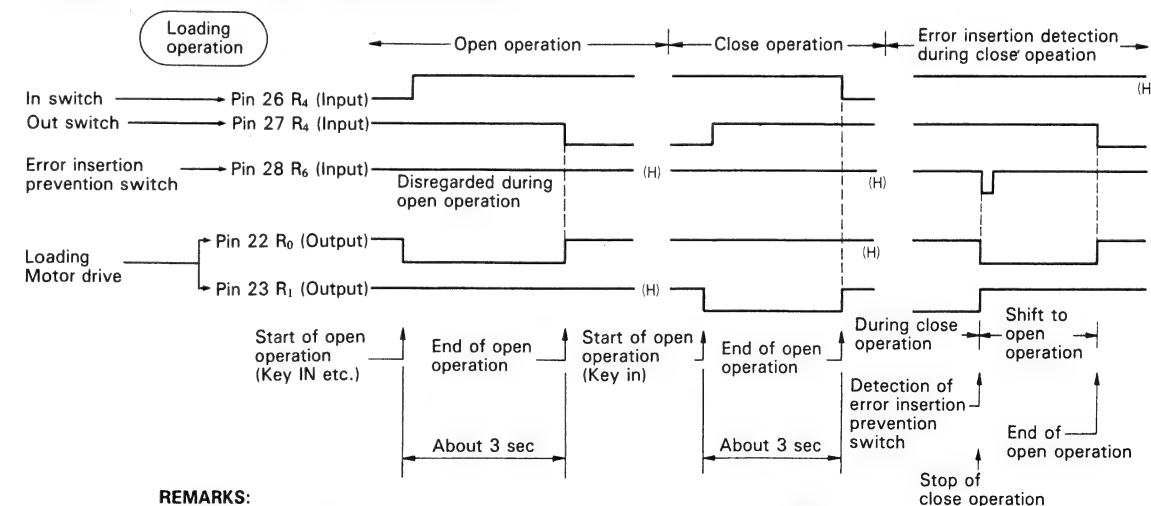 Loading
operation
Open operation
Close operation
Error insertion detection
during close opeation
In switch
Pin 26 R4 (Input)
(H
Out switch
Pin 27 R4 (Input)
Error insertion
prevention switch
Pin 28 R6 (Input)
Disregarded during
open operation
(H)
(H)
Loading
Motor drive
Pin 22 R0 (Output)
(H)
Pin 23 R1 (Output)
(H)
Start of open
operation
(Key IN etc.)
End of open
operation
Start of open
operation
(Key in)
End of open
operation
During close
operation
Shift to
open
operation
Detection of
error insertion
prevention
switch
End of
open operation
About 3 sec
About 3 sec
Stop of
close operation
REMARKS: